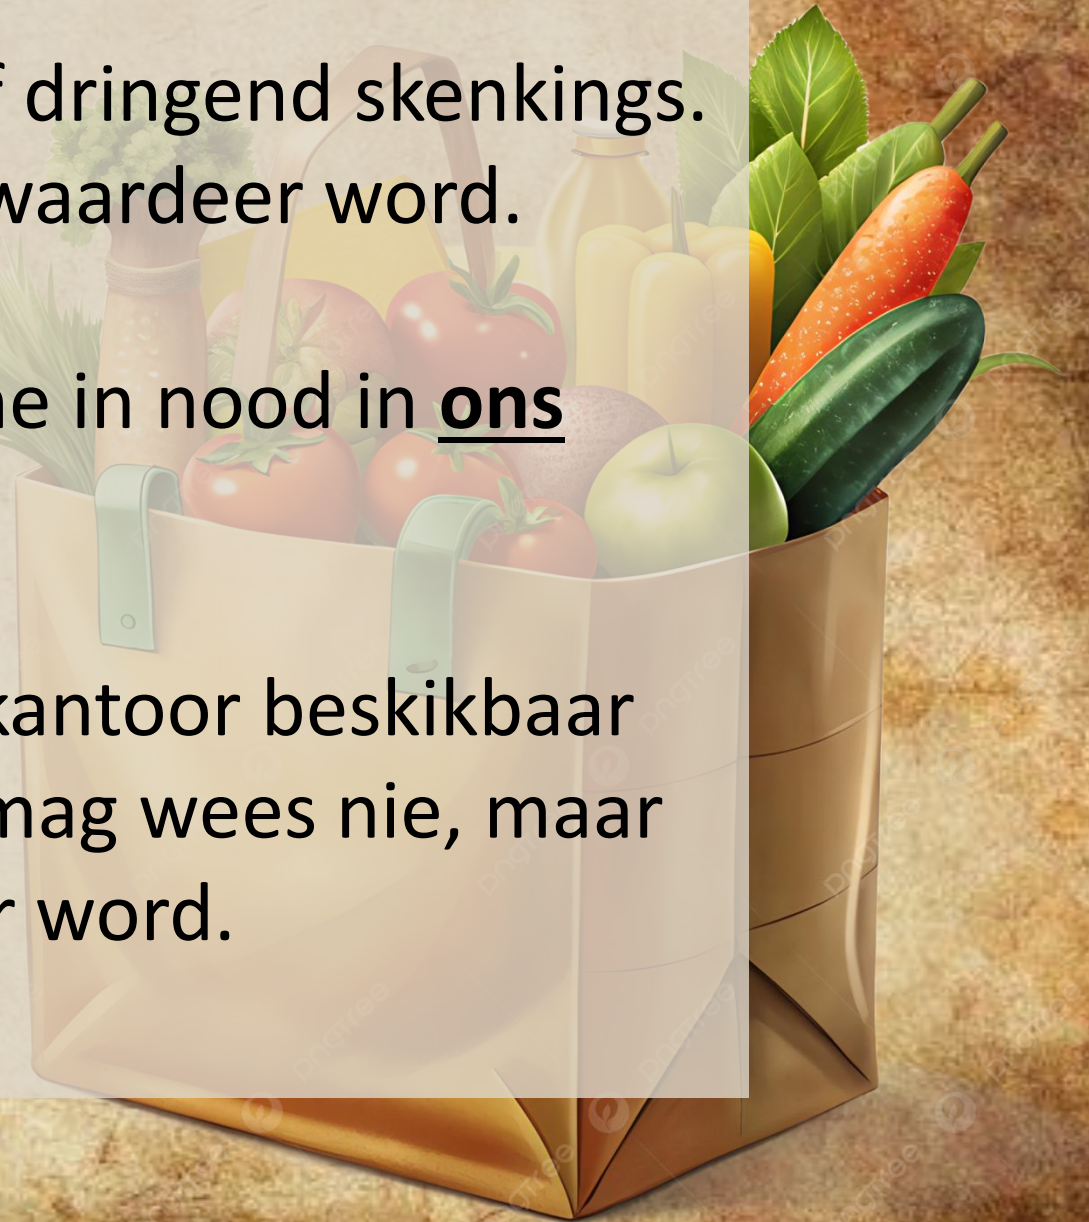 dringend skenkings.
waardeer word.
in nood in ons
kantoor beskikbaar
mag wees nie, maar
word.